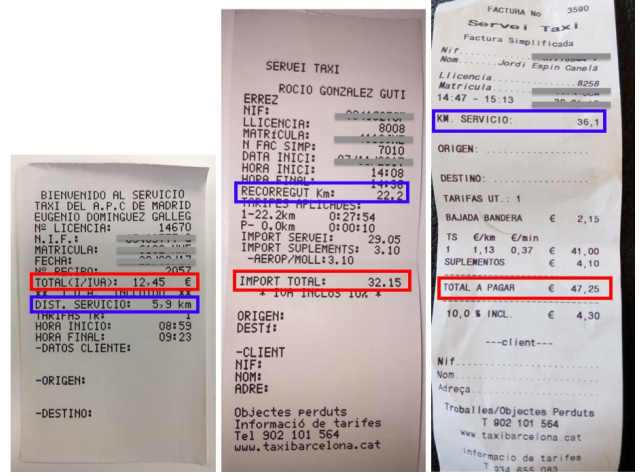 BIENVENIDO AL SERVICIO
TAXI DEL A.P.C DE MADRID
EUGENIO DOMINGUEZ GALLEG
Nº LICENCIA: 14670
N.I.F.:
MATRICULA:
FECHA:
Nº RECIBO: 2057
TOTAL(I/IVA): 12,45 €
** I.V.A. INCLUIDO **
DIST. SERVICIO: 5,9 km
TARIFAS TR: 1
HORA INICIO: 08:59
HORA FINAL: 09:23
-DATOS CLIENTE:
-ORIGEN:
-DESTINO:
SERVEI TAXI
ROCIO GONZALEZ GUTI
ERREZ
NIF:
LLICENCIA: 8008
MATRÍCULA:
N FAC SIMP: 7010
DATA INICI:
HORA INICI: 14:08
HORA FINAL: 14:38
RECORREGUT Km: 22.2
TARIFES APLICADES:
1-22.2km 0:27:54
P- 0.0km 0:00:10
IMPORT SERVEI: 29.05
IMPORT SUPLEMENTS: 3.10
-AEROP/MOLL:3.10
IMPORT TOTAL: 32.15
* IVA INCLOS 10% *
ORIGEN:
DESTÍ:
-CLIENT
NIF:
NOM:
ADRE:
Objectes perduts
Informació de tarifes
Tel 902 101 564
www.taxibarcelona.cat
FACTURA No 3590
Servei Taxi
Factura Simplificada
Nif
Nom Jordi Espin Canela
Llicencia 8258
Matricula
14:47 - 15:13
KM. SERVICIO: 36,1
ORIGEN:
DESTINO:
TARIFAS UT.: 1
BAJADA BANDERA € 2,15
TS €/km €/min
1 1,13 0,37 € 41,00
SUPLEMENTOS € 4,10
TOTAL A PAGAR € 47,25
10,0 % INCL. € 4,30
---client---
Nif
Nom
Adreça
Troballes/Objectes Perduts
T 902 101 564
www.taxibarcelona.cat
Informacio de tarifes